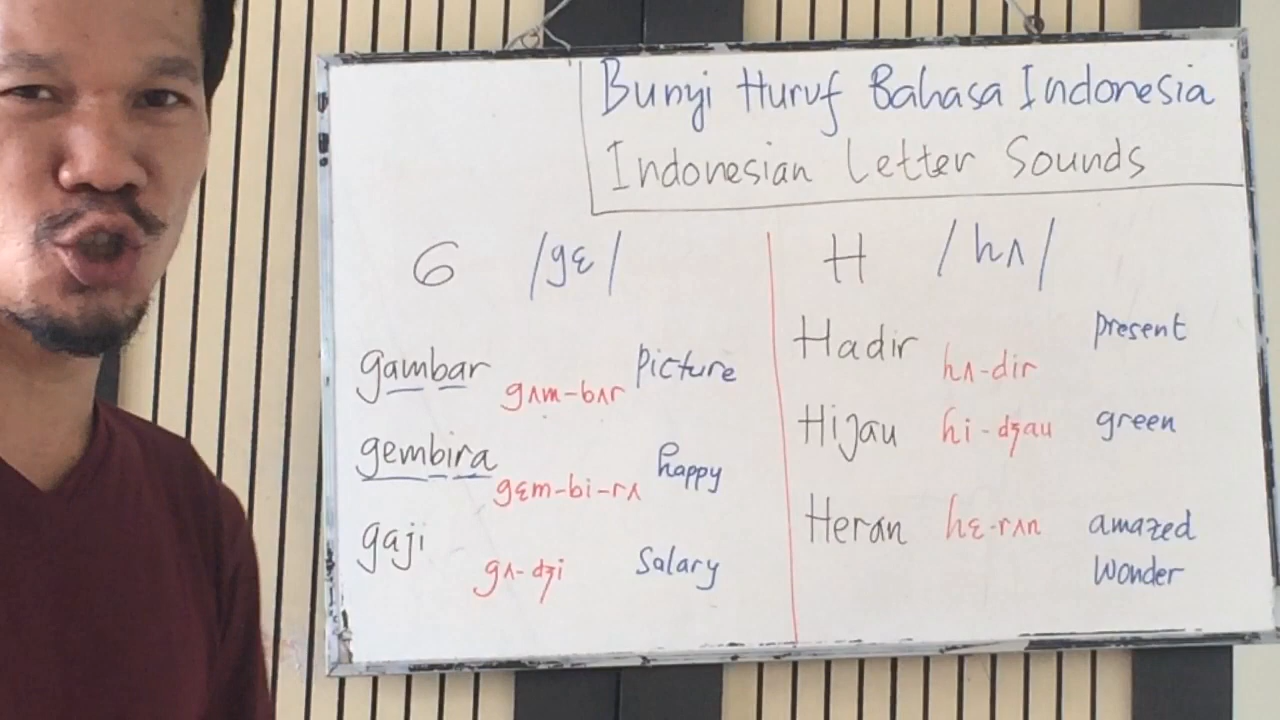 Bunyi Huruf Bahasa Indonesia
Indonesian Letter Sounds
G /gɛ/
gambar gʌm-bʌr picture
gembira gɛm-bi-rʌ happy
gaji gʌ-dʒi salary
H /hʌ/
Hadir hʌ-dir present
Hijau hi-dʒau green
Heran hɛ-rʌn amazed
wonder